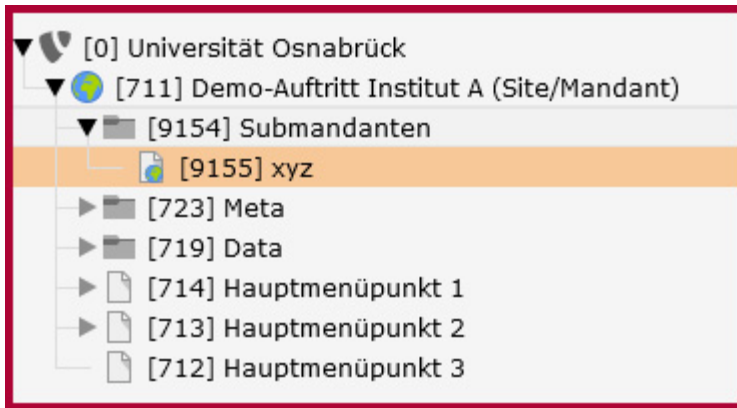 [0] Universität Osnabrück
[711] Demo-Auftritt Institut A (Site/Mandant)
[9154] Submandanten
[9155] xyz
[723] Meta
[719] Data
[714] Hauptmenüpunkt 1
[713] Hauptmenüpunkt 2
[712] Hauptmenüpunkt 3